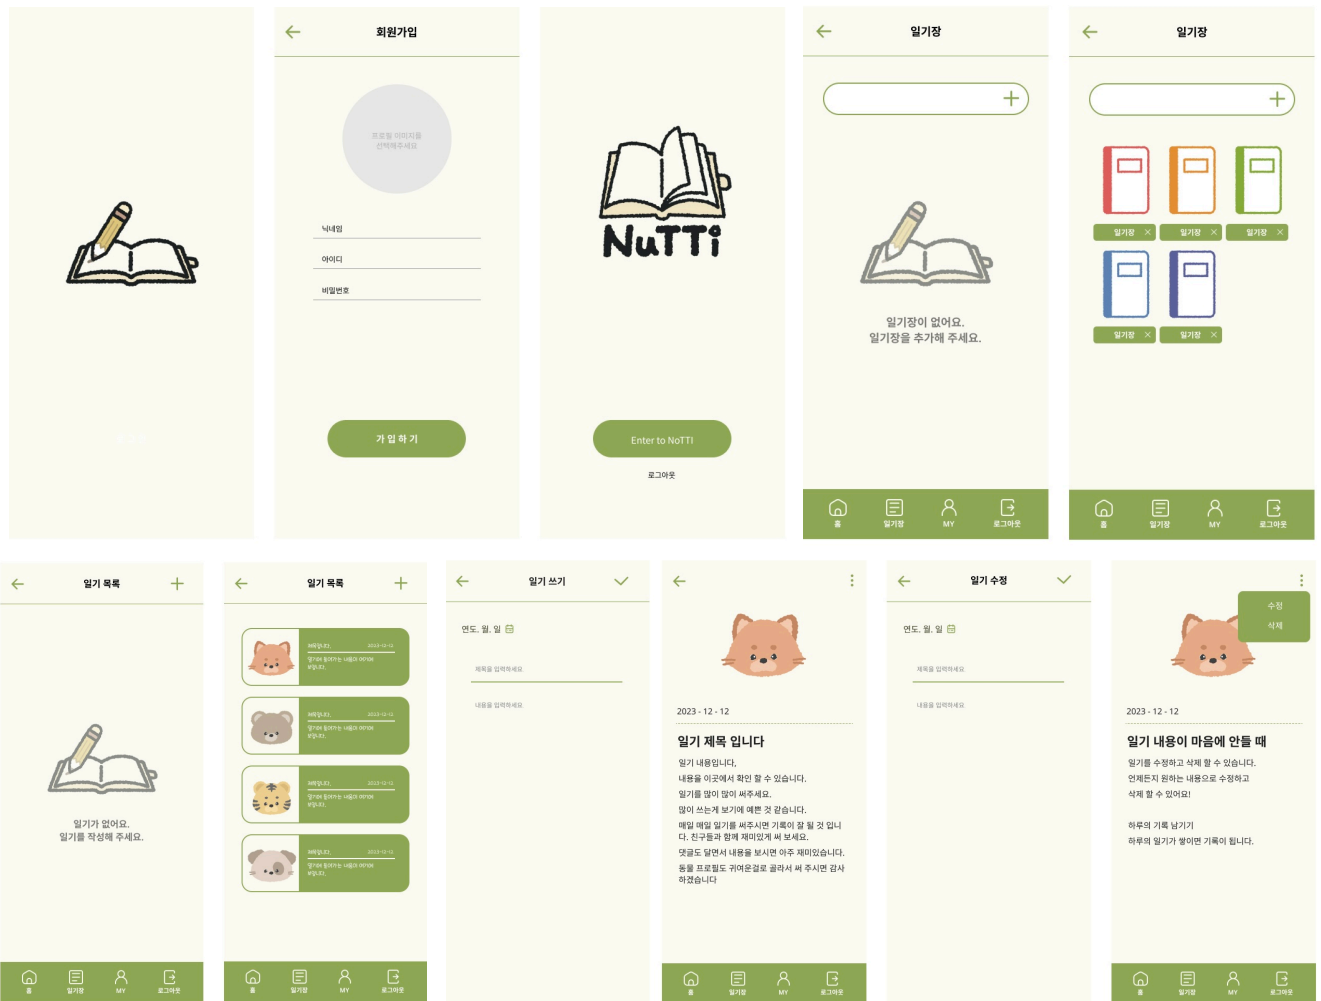 회원가입
프로필 이미지를
선택해주세요
닉네임
아이디
비밀번호
가입하기
NuTTi
Enter to NoTTI
로그아웃
일기장
일기장이 없어요.
일기장을 추가해 주세요.
홈
일기장
MY
로그아웃
일기장
일기장
일기장
일기장
일기장
일기장
홈
일기장
MY
로그아웃
일기 목록
일기가 없어요.
일기를 작성해 주세요.
홈
일기장
MY
로그아웃
일기 목록
2023-12-12
2023-12-12
2023-12-12
2023-12-12
홈
일기장
MY
로그아웃
일기 쓰기
연도. 월. 일
제목을 입력하세요
내용을 입력하세요
2023 - 12 - 12
일기 제목 입니다
일기 내용입니다,
내용을 이곳에서 확인 할 수 있습니다.
일기를 많이 많이 써주세요.
많이 쓰는게 보기에 예쁜 것 같습니다.
매일 매일 일기를 써주시면 기록이 잘 될 것 입니
다. 친구들과 함께 재미있게 써 보세요.
댓글도 달면서 내용을 보시면 아주 재미있습니다.
동물 프로필도 귀여운걸로 골라서 써 주시면 감사
하겠습니다
홈
일기장
MY
로그아웃
일기 수정
연도. 월. 일
제목을 입력하세요
내용을 입력하세요
수정
삭제
2023 - 12 - 12
일기 내용이 마음에 안들 때
일기를 수정하고 삭제 할 수 있습니다.
언제든지 원하는 내용으로 수정하고
삭제 할 수 있어요!
하루의 기록 남기기
하루의 일기가 쌓이면 기록이 됩니다.
홈
일기장
MY
로그아웃